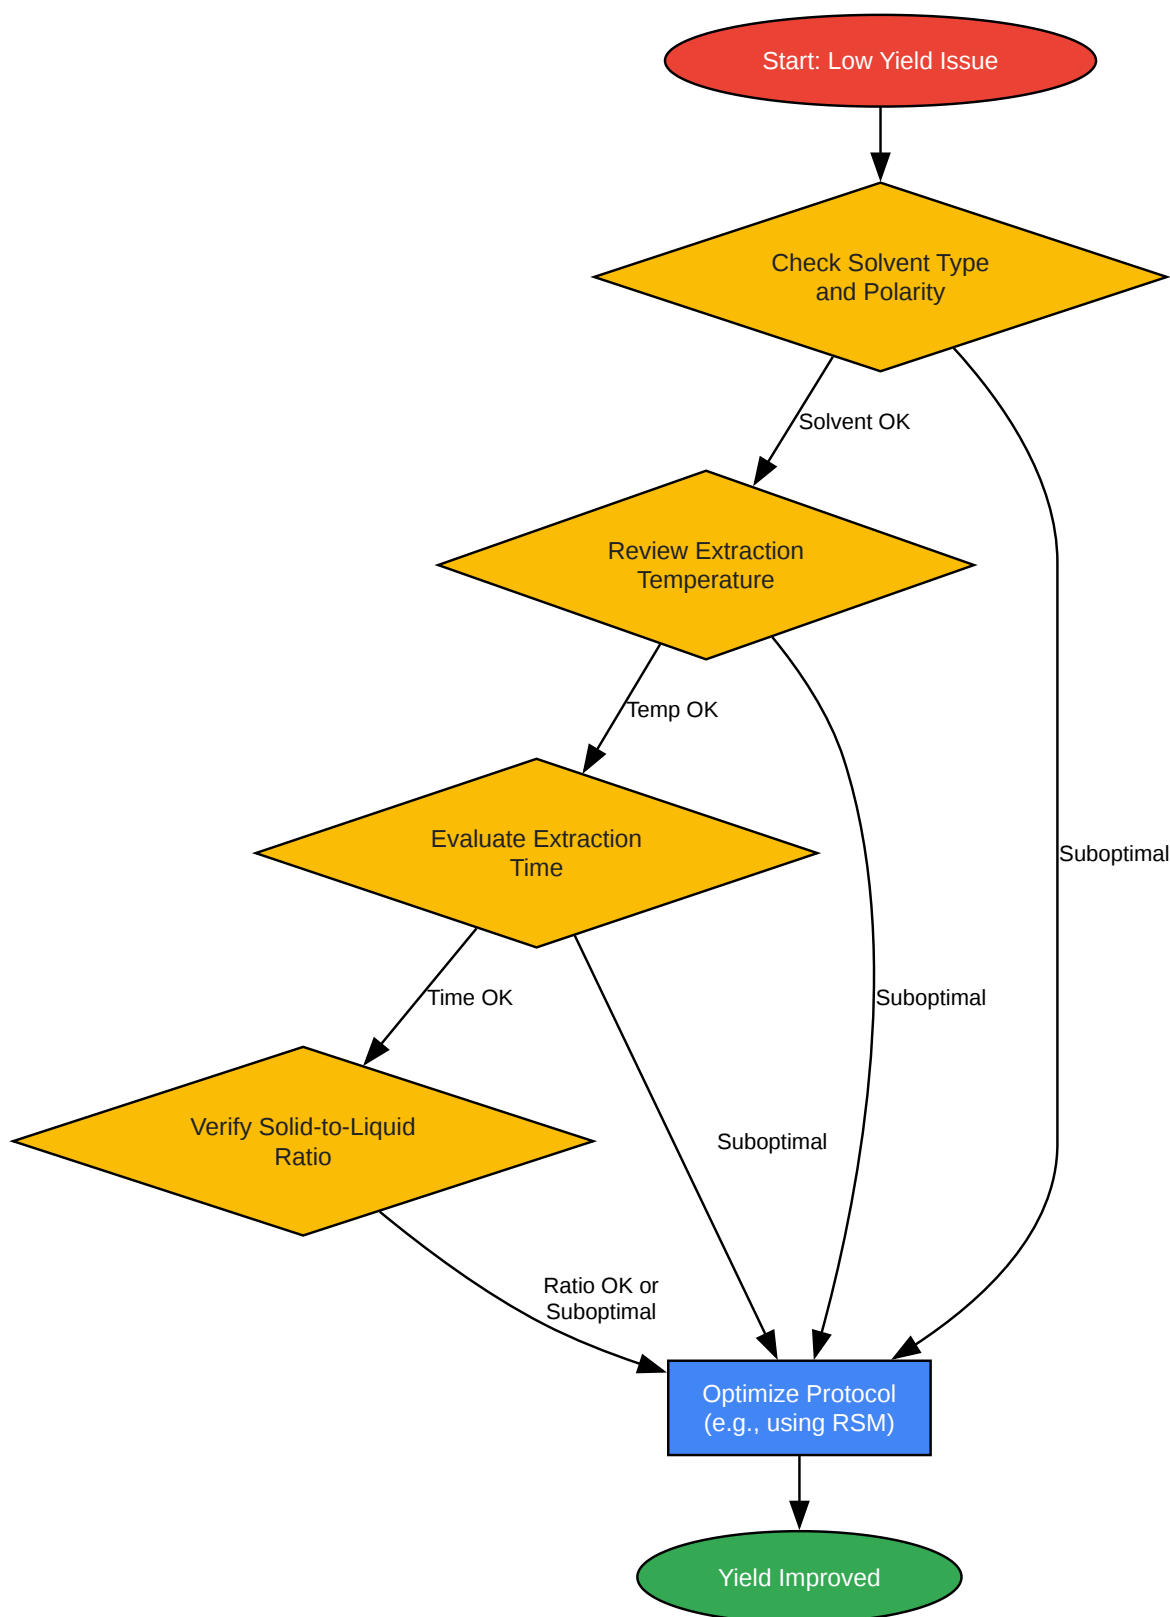 Start: Low Yield Issue
Check Solvent Type
and Polarity
Solvent OK
Review Extraction
Temperature
Temp OK
Evaluate Extraction
Time
Suboptimal
Time OK
Suboptimal
Verify Solid-to-Liquid
Ratio
Suboptimal
Ratio OK or
Suboptimal
Optimize Protocol
(e.g., using RSM)
Yield Improved